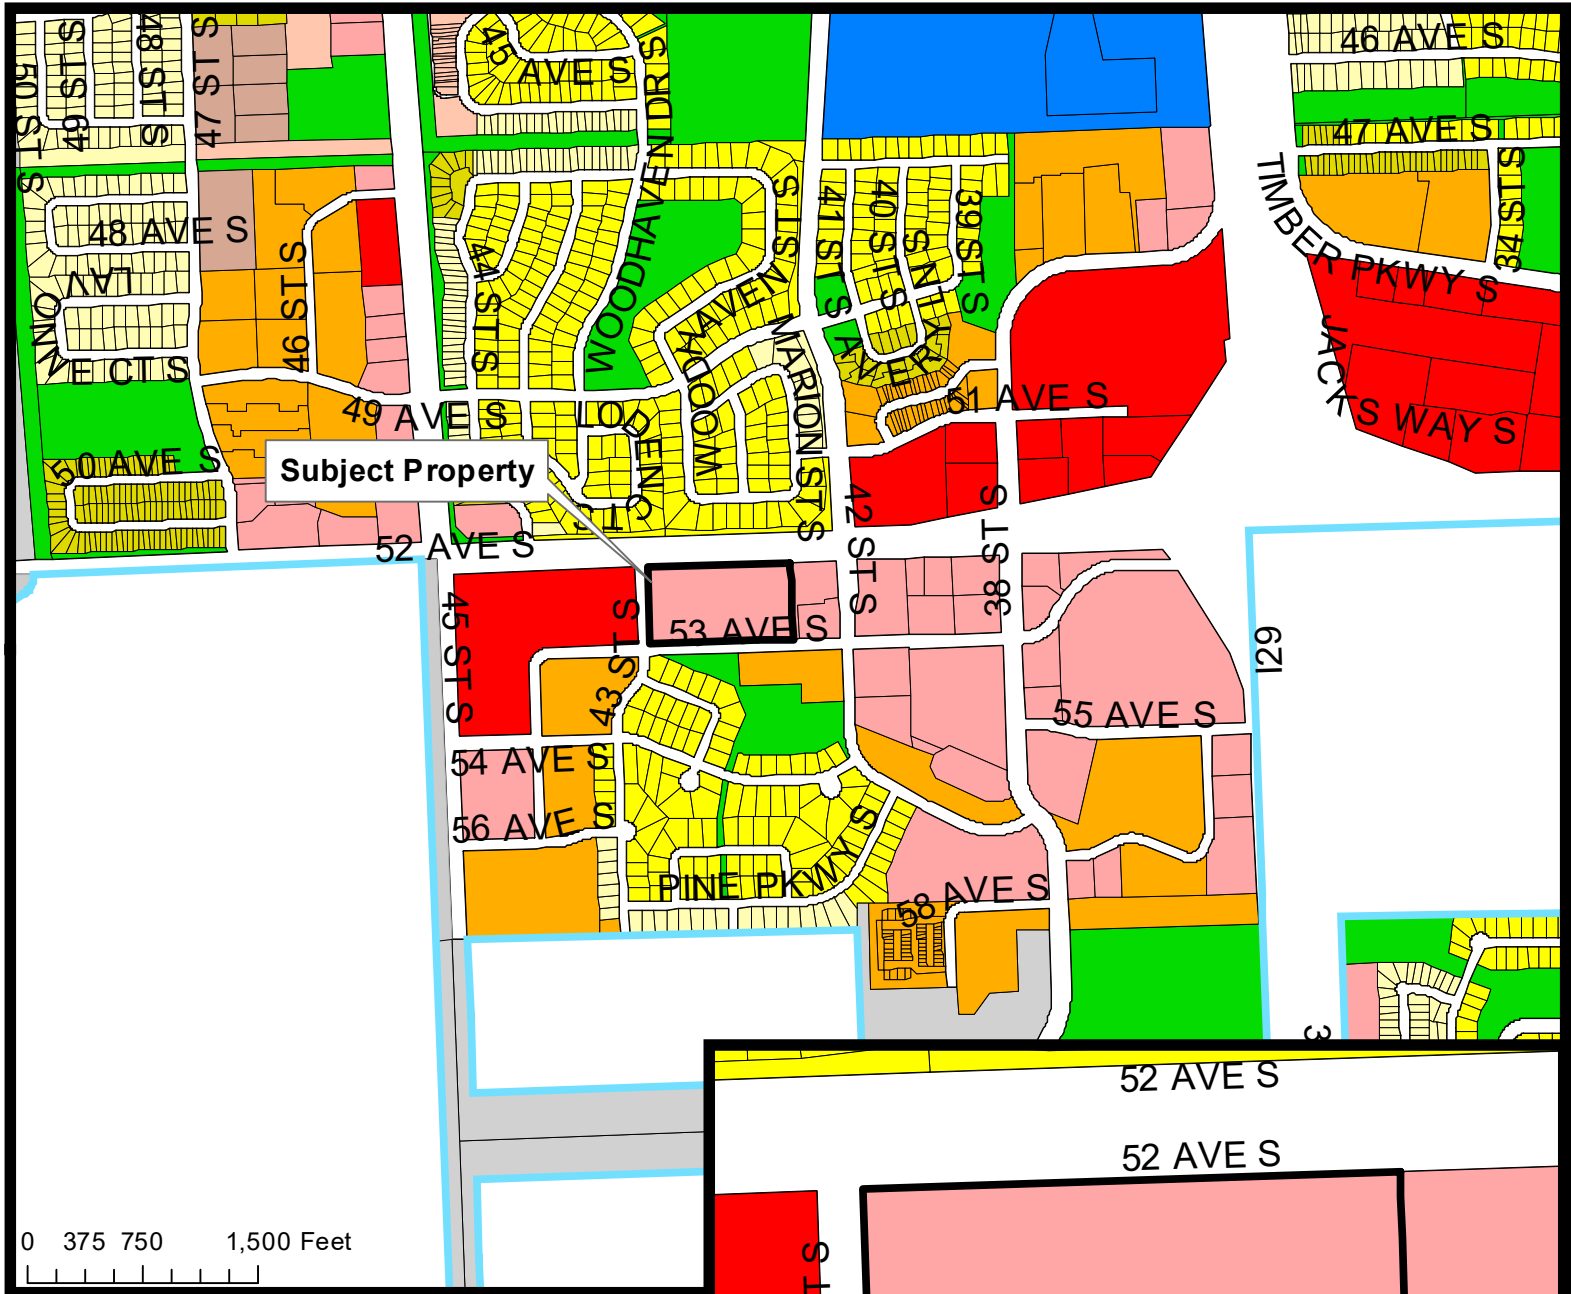 50 ST S
49 ST S
48 ST S
47 ST S
45 AVE S
WOODHAVEN DR S
46 AVE S
47 AVE S
48 AVE S
46 ST S
44 ST S
ST S
41 ST S
40 ST S
39 ST S
TIMBER PKWY S
34 ST S
JACKS WAY S
E CT S
49 AVE S
LODEN CT S
WOODHAVEN
MARION ST S
51 AVE S
50 AVE S
Subject Property
52 AVE S
42 ST S
38 ST S
45 ST S
43 ST S
53 AVE S
I29
54 AVE S
55 AVE S
56 AVE S
PINE PKWY S
58 AVE S
3
52 AVE S
52 AVE S
T S
0 375 750 1,500 Feet